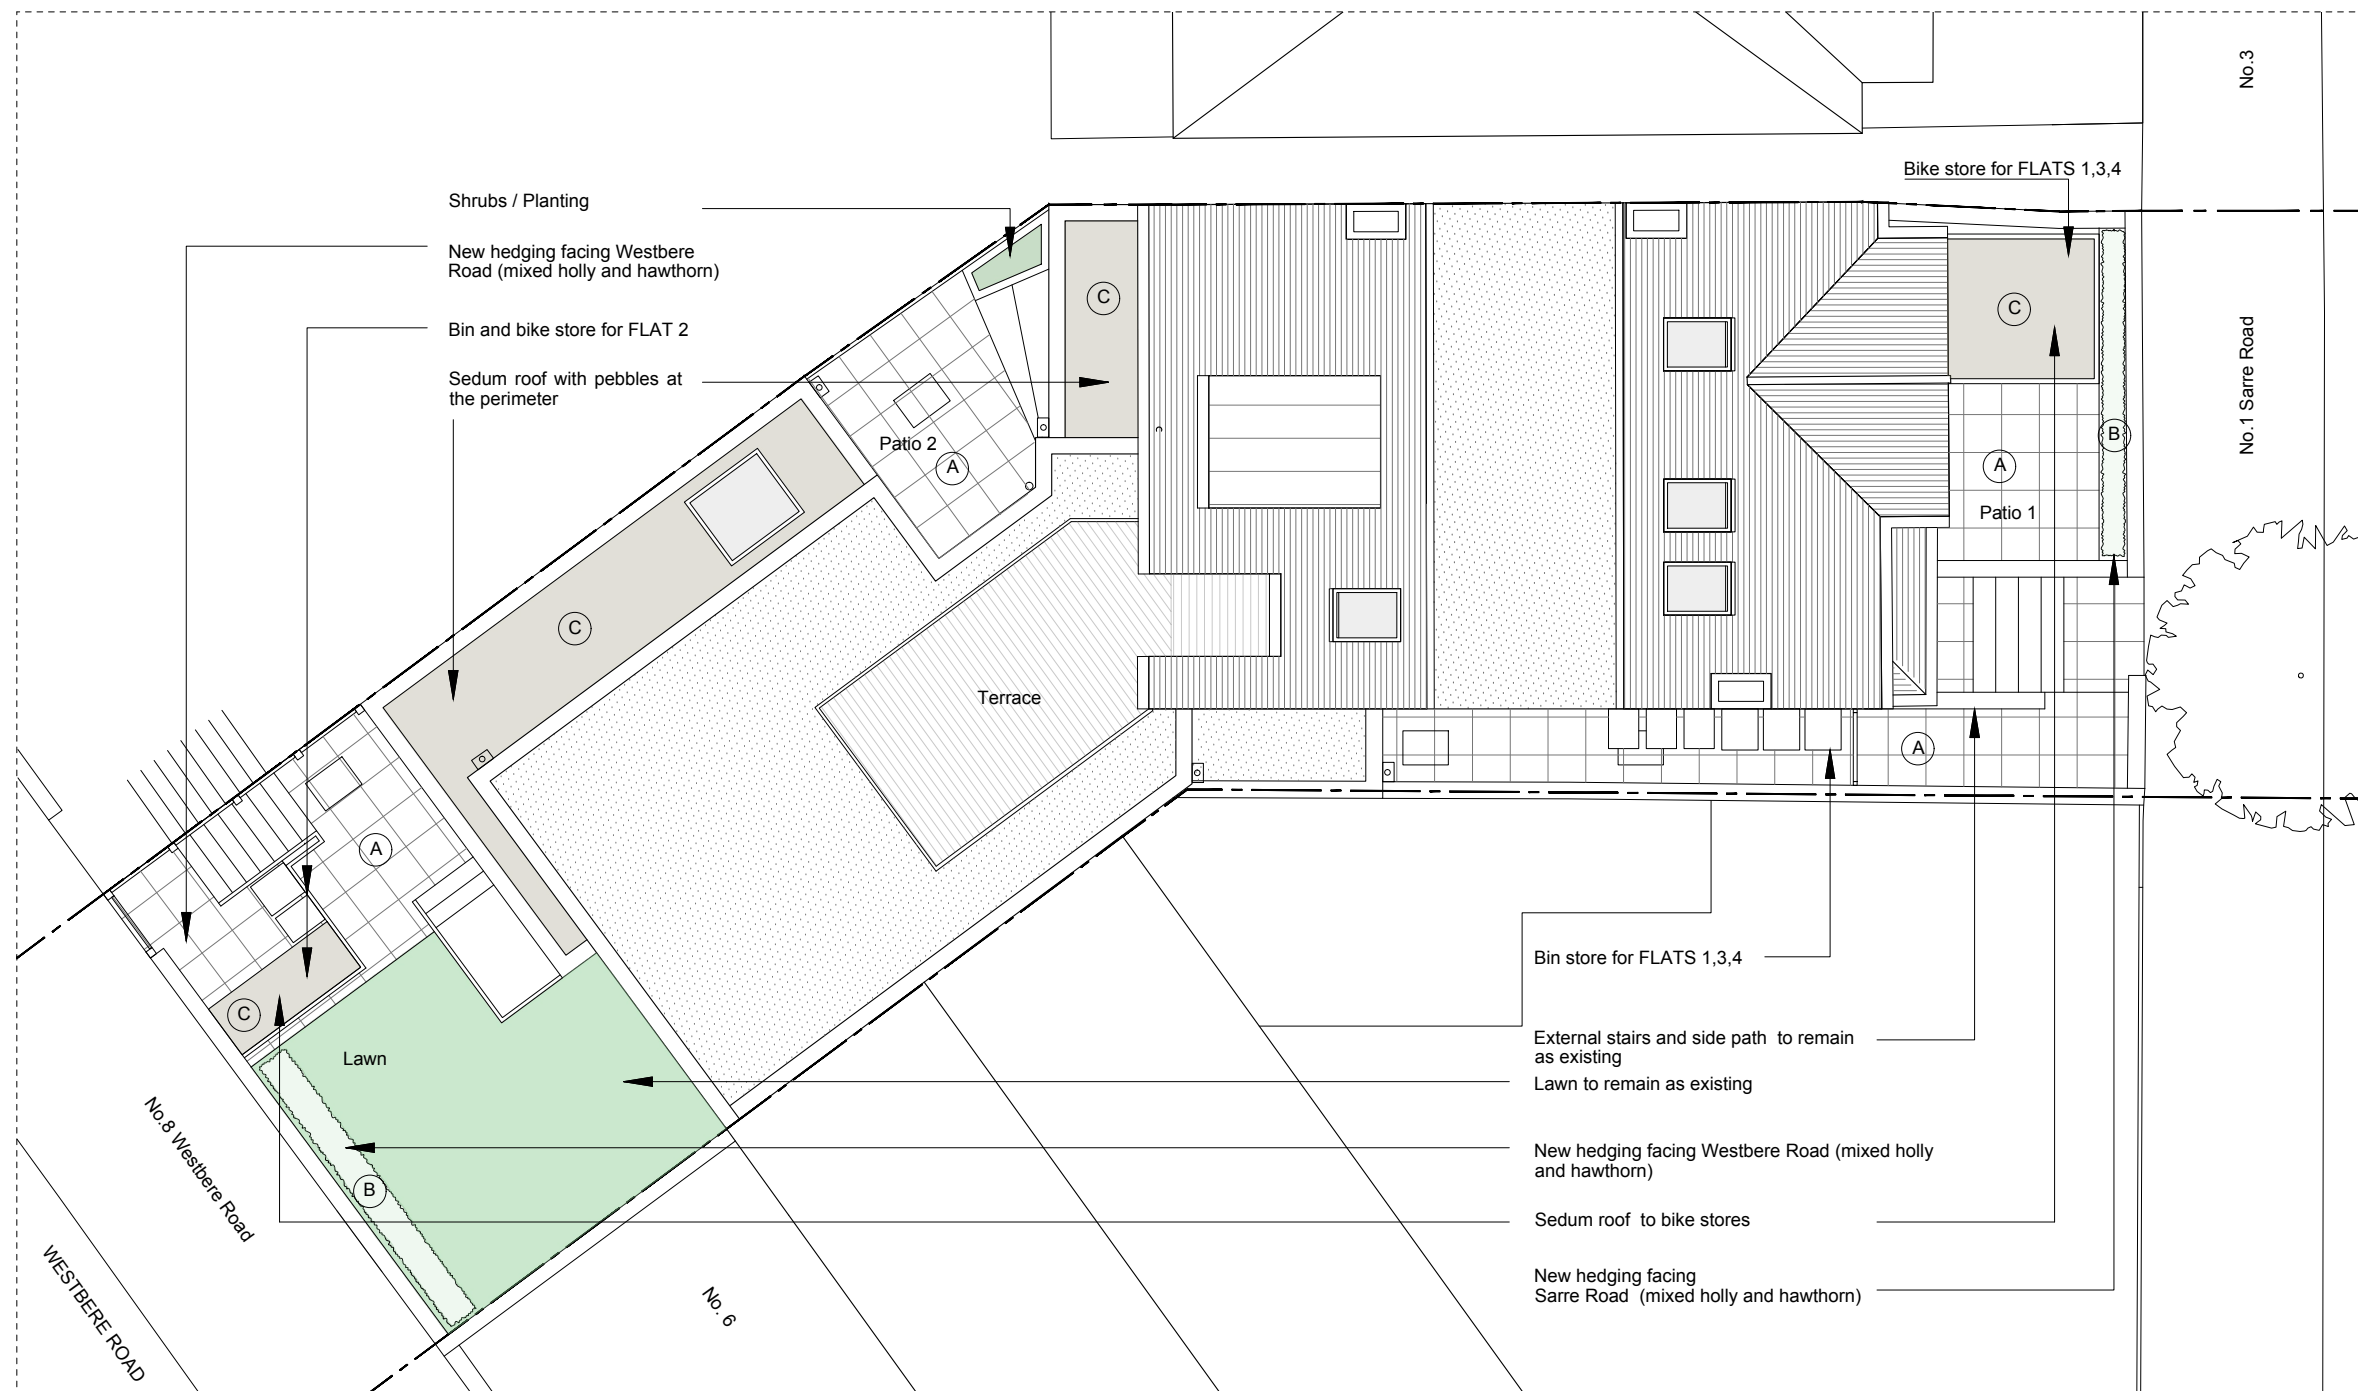 No.3
Bike store for FLATS 1,3,4
Shrubs / Planting
New hedging facing Westbere
Road (mixed holly and hawthorn)
Bin and bike store for FLAT 2
Sedum roof with pebbles at
the perimeter
C
C
Patio 2
A
B
A
Patio 1
No.1 Sarre Road
C
Terrace
A
A
C
Lawn
B
No.8 Westbere Road
WESTBERE ROAD
No. 6
Bin store for FLATS 1,3,4
External stairs and side path to remain
as existing
Lawn to remain as existing
New hedging facing Westbere Road (mixed holly
and hawthorn)
Sedum roof to bike stores
New hedging facing
Sarre Road (mixed holly and hawthorn)